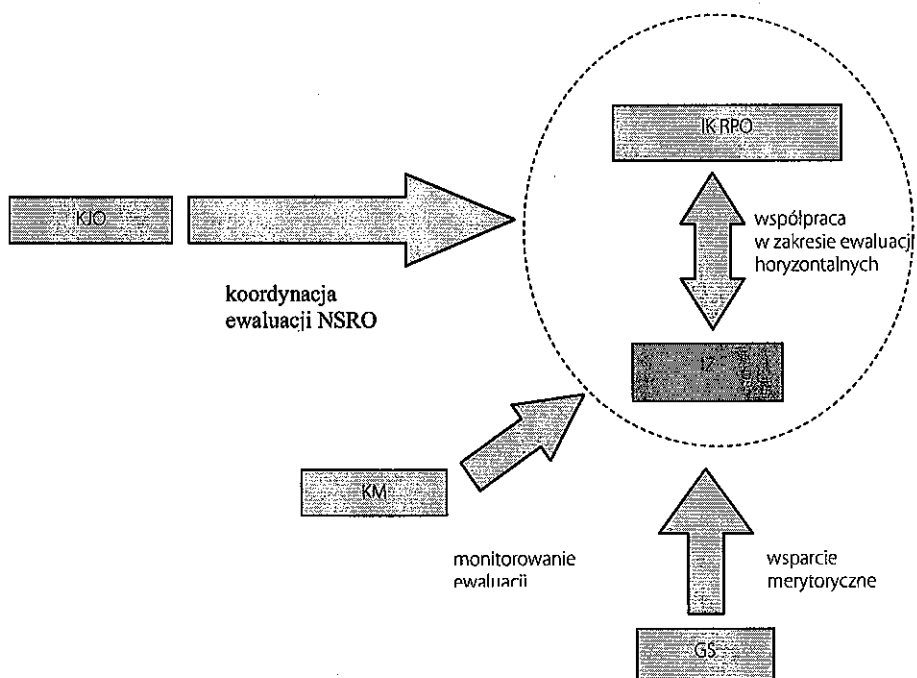 IK RPO
KJO
współpraca
w zakresie ewaluacji
horyzontalnych
koordynacja
ewaluacji NSRO
IZ
KM
monitorowanie
ewaluacji
wsparcie
merytoryczne
GS